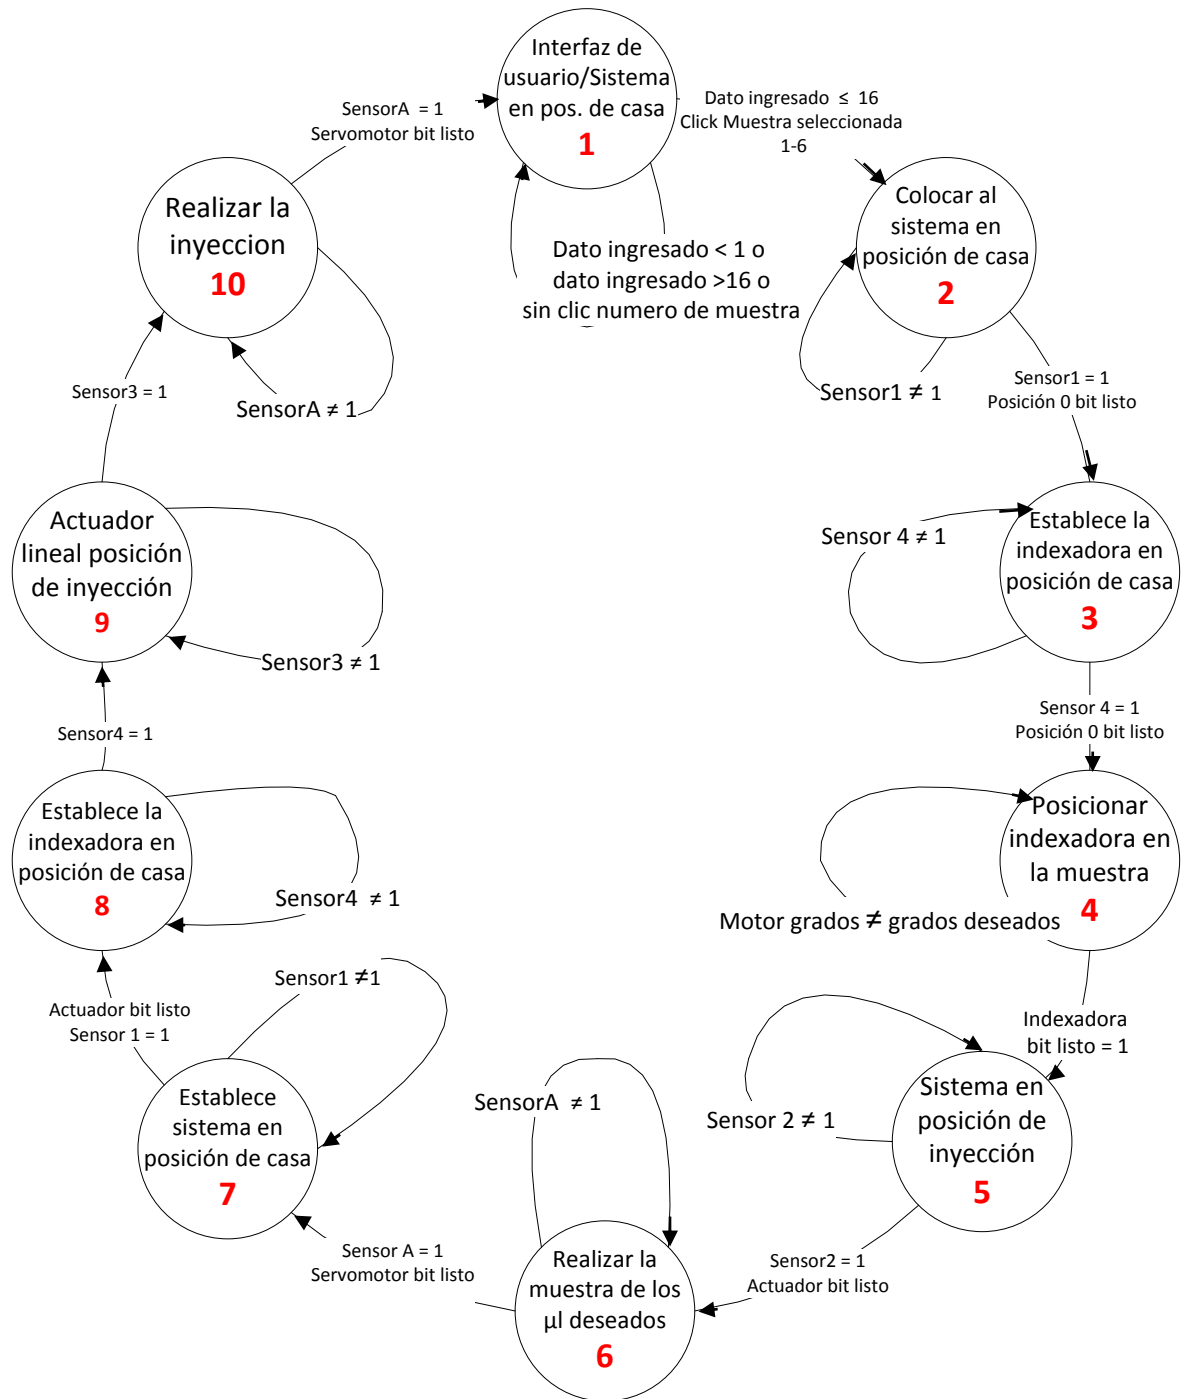 Interfaz de
usuario/Sistema
en pos. de casa
1
Dato ingresado ≤ 16
Click Muestra seleccionada
1-6
Dato ingresado < 1 o
dato ingresado >16 o
sin clic numero de muestra
Colocar al
sistema en
posición de casa
2
Sensor1 ≠ 1
Sensor1 = 1
Posición 0 bit listo
Establece la
indexadora en
posición de casa
3
Sensor 4 ≠ 1
Sensor 4 = 1
Posición 0 bit listo
Posicionar
indexadora en
la muestra
4
Motor grados ≠ grados deseados
Indexadora
bit listo = 1
Sistema en
posición de
inyección
5
Sensor 2 ≠ 1
Sensor2 = 1
Actuador bit listo
Realizar la
muestra de los
µl deseados
6
SensorA ≠ 1
Sensor A = 1
Servomotor bit listo
Establece
sistema en
posición de casa
7
Sensor1 ≠1
Actuador bit listo
Sensor 1 = 1
Establece la
indexadora en
posición de casa
8
Sensor4 ≠ 1
Sensor4 = 1
Actuador
lineal posición
de inyección
9
Sensor3 ≠ 1
Sensor3 = 1
Realizar la
inyeccion
10
SensorA ≠ 1
SensorA = 1
Servomotor bit listo